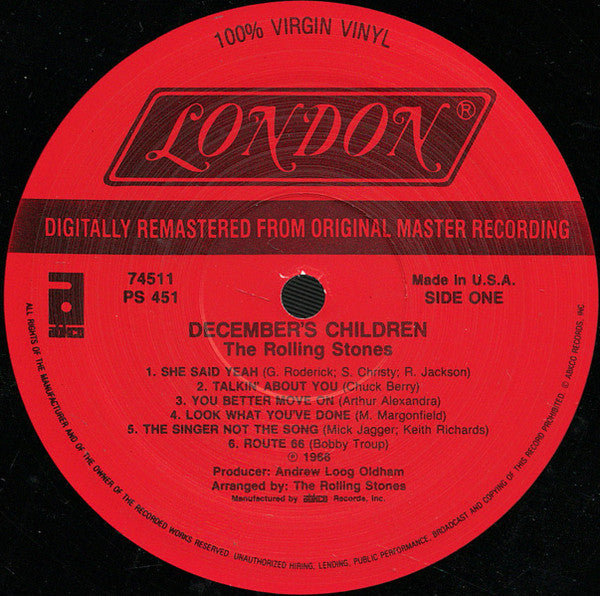 100% VIRGIN VINYL
LONDON®
DIGITALLY REMASTERED FROM ORIGINAL MASTER RECORDING
74511
PS 451
Made in U.S.A.
SIDE ONE
abkco
DECEMBER'S CHILDREN
The Rolling Stones
1. SHE SAID YEAH (G. Roderick; S. Christy; R. Jackson)
2. TALKIN' ABOUT YOU (Chuck Berry)
3. YOU BETTER MOVE ON (Arthur Alexandra)
4. LOOK WHAT YOU'VE DONE (M. Margonfield)
5. THE SINGER NOT THE SONG (Mick Jagger; Keith Richards)
6. ROUTE 66 (Bobby Troup)
℗ 1966
Producer: Andrew Loog Oldham
Arranged by: The Rolling Stones
Manufactured by abkco Records, Inc.
ALL RIGHTS OF THE MANUFACTURER AND OF THE OWNER OF THE RECORDED WORKS RESERVED. UNAUTHORIZED HIRING, LENDING, PUBLIC PERFORMANCE, BROADCAST AND COPYING OF THIS RECORD PROHIBITED © ABKCO RECORDS, INC